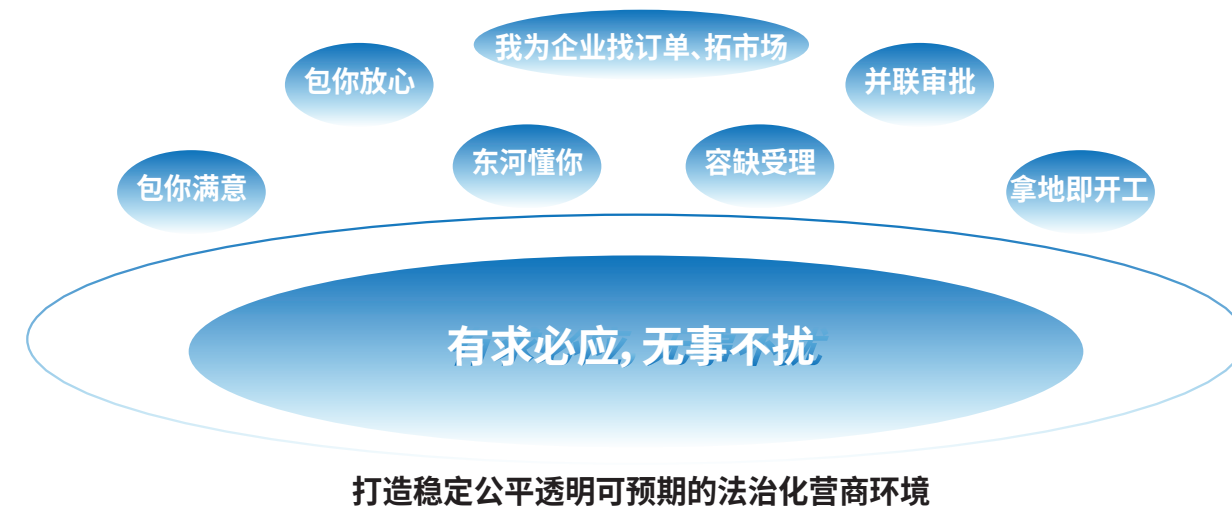 我为企业找订单、拓市场
包你放心
并联审批
东河懂你
容缺受理
包你满意
拿地即开工
有求必应,无事不扰
打造稳定公平透明可预期的法治化营商环境